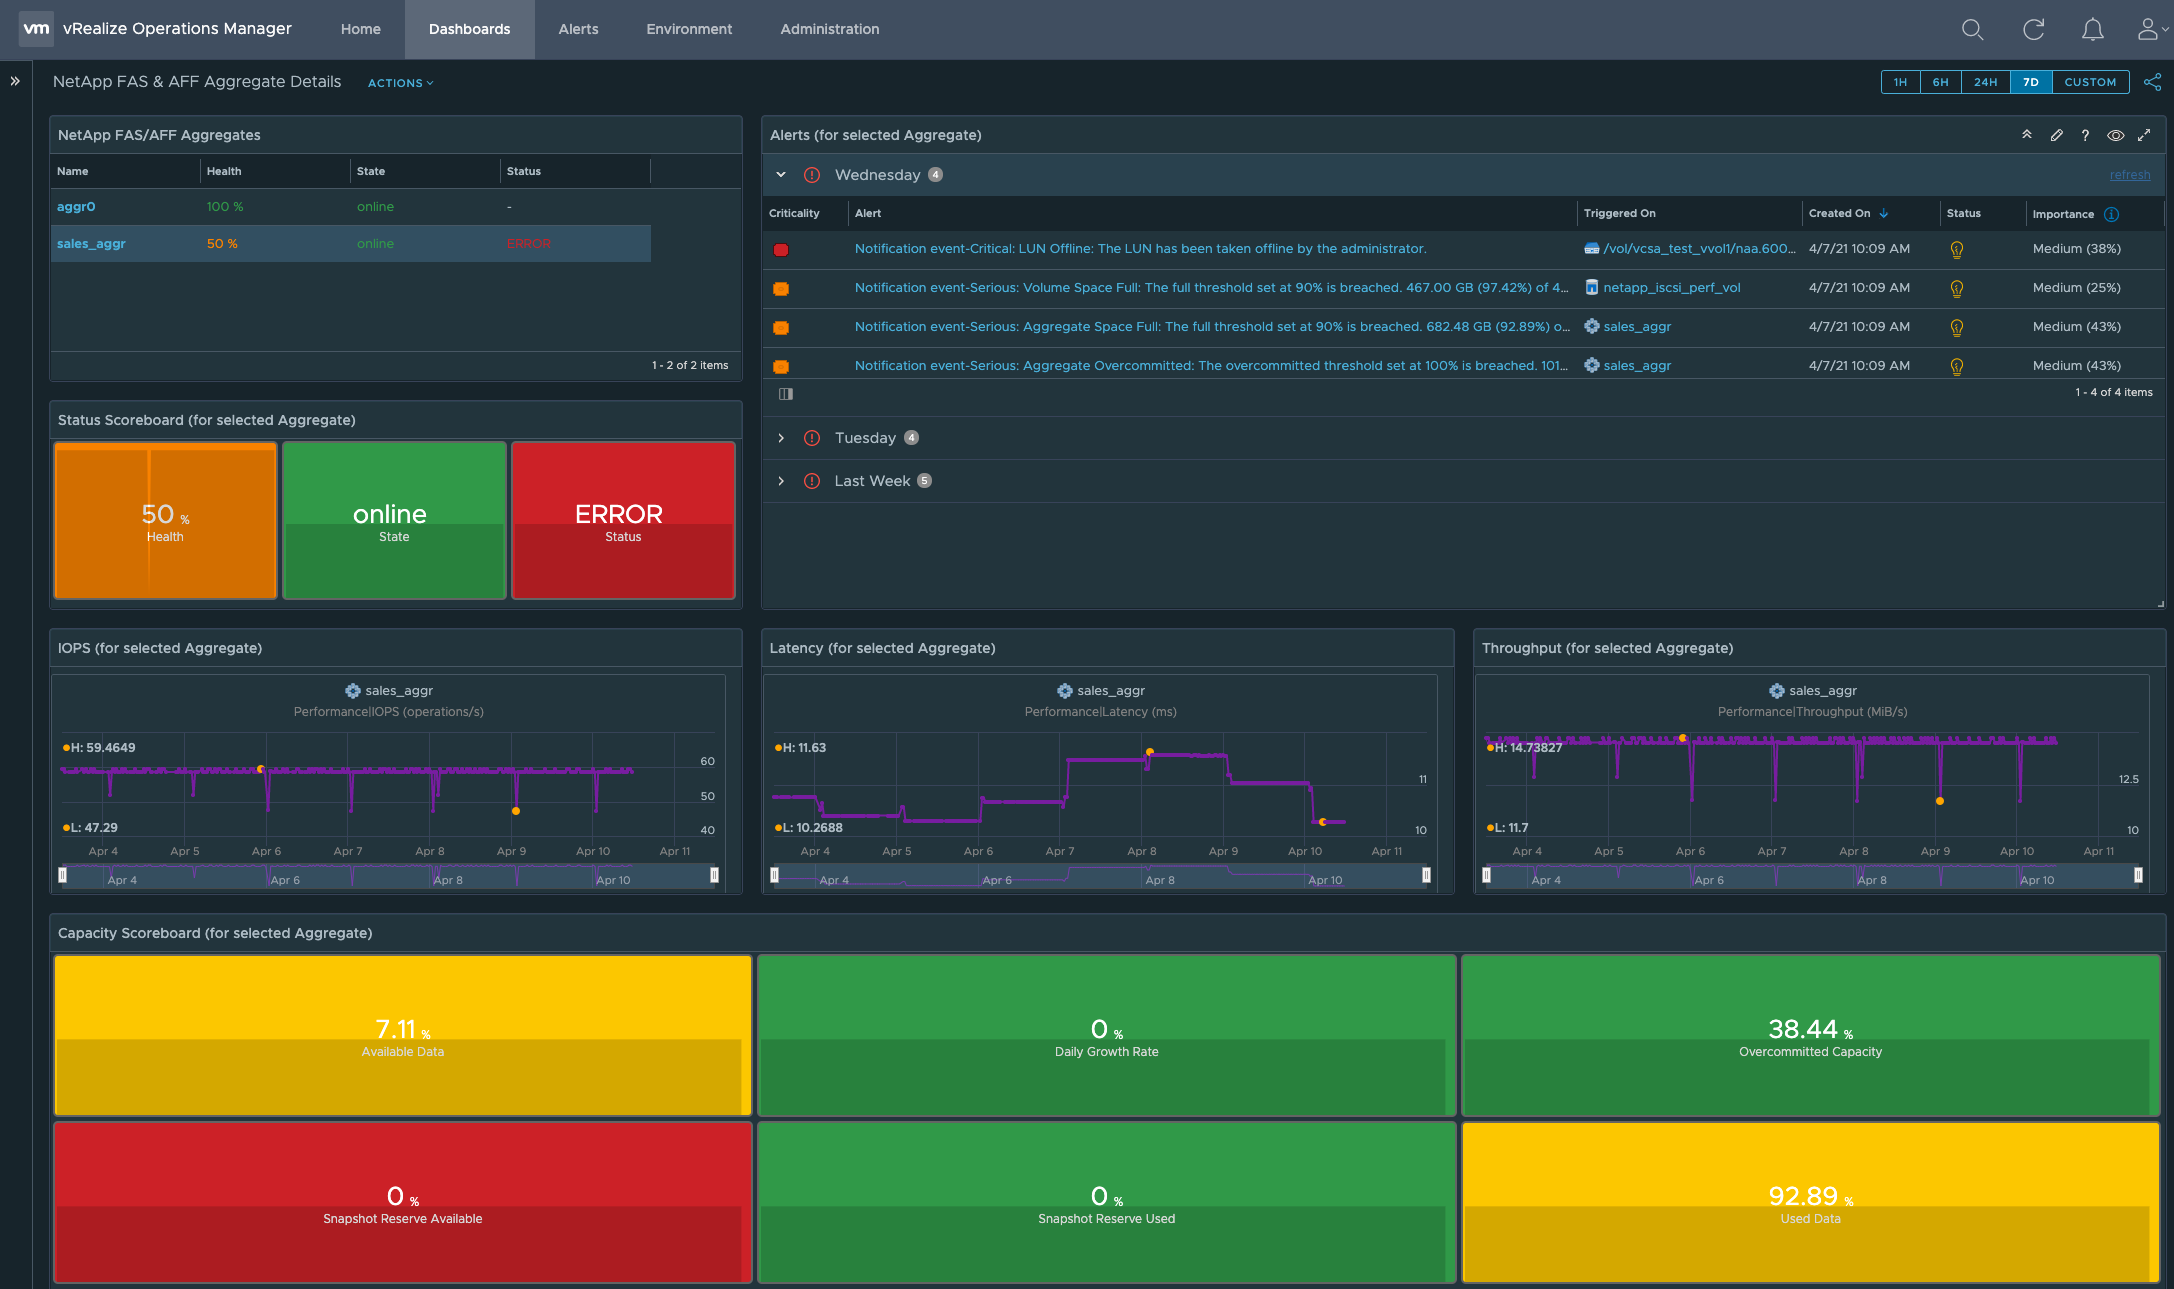 vm vRealize Operations Manager Home Dashboards Alerts Environment Administration
NetApp FAS & AFF Aggregate Details ACTIONS 1H 6H 24H 7D CUSTOM
NetApp FAS/AFF Aggregates
Name Health State Status
aggr0 100 % online -
sales_aggr 50 % online ERROR
1 - 2 of 2 items
Alerts (for selected Aggregate) ?
Wednesday 4 refresh
Criticality Alert Triggered On Created On Status Importance
Notification event-Critical: LUN Offline: The LUN has been taken offline by the administrator. /vol/vcsa_test_vvol1/naa.600... 4/7/21 10:09 AM Medium (38%)
Notification event-Serious: Volume Space Full: The full threshold set at 90% is breached. 467.00 GB (97.42%) of 4... netapp_iscsi_perf_vol 4/7/21 10:09 AM Medium (25%)
Notification event-Serious: Aggregate Space Full: The full threshold set at 90% is breached. 682.48 GB (92.89%) o... sales_aggr 4/7/21 10:09 AM Medium (43%)
Notification event-Serious: Aggregate Overcommitted: The overcommitted threshold set at 100% is breached. 101... sales_aggr 4/7/21 10:09 AM Medium (43%)
1 - 4 of 4 items
Tuesday 4
Last Week 5
Status Scoreboard (for selected Aggregate)
50 %
Health
online
State
ERROR
Status
IOPS (for selected Aggregate)
sales_aggr
Performance|IOPS (operations/s)
H: 59.4649
60
50
L: 47.29
40
Apr 4 Apr 5 Apr 6 Apr 7 Apr 8 Apr 9 Apr 10 Apr 11
Apr 4 Apr 6 Apr 8 Apr 10
Latency (for selected Aggregate)
sales_aggr
Performance|Latency (ms)
H: 11.63
11
L: 10.2688
10
Apr 4 Apr 5 Apr 6 Apr 7 Apr 8 Apr 9 Apr 10 Apr 11
Apr 4 Apr 6 Apr 8 Apr 10
Throughput (for selected Aggregate)
sales_aggr
Performance|Throughput (MiB/s)
H: 14.73827
12.5
L: 11.7
10
Apr 4 Apr 5 Apr 6 Apr 7 Apr 8 Apr 9 Apr 10 Apr 11
Apr 4 Apr 6 Apr 8 Apr 10
Capacity Scoreboard (for selected Aggregate)
7.11 %
Available Data
0 %
Daily Growth Rate
38.44 %
Overcommitted Capacity
0 %
Snapshot Reserve Available
0 %
Snapshot Reserve Used
92.89 %
Used Data